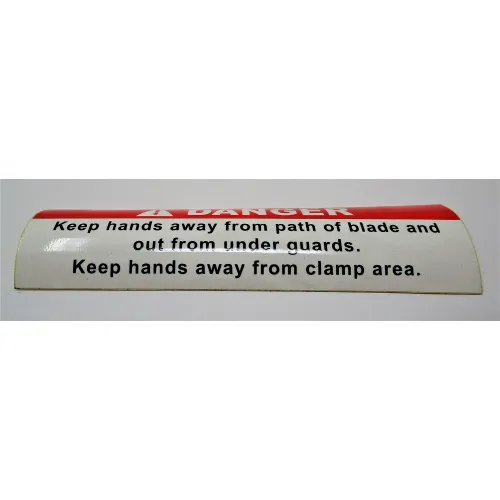 DANGER
Keep hands away from path of blade and
out from under guards.
Keep hands away from clamp area.